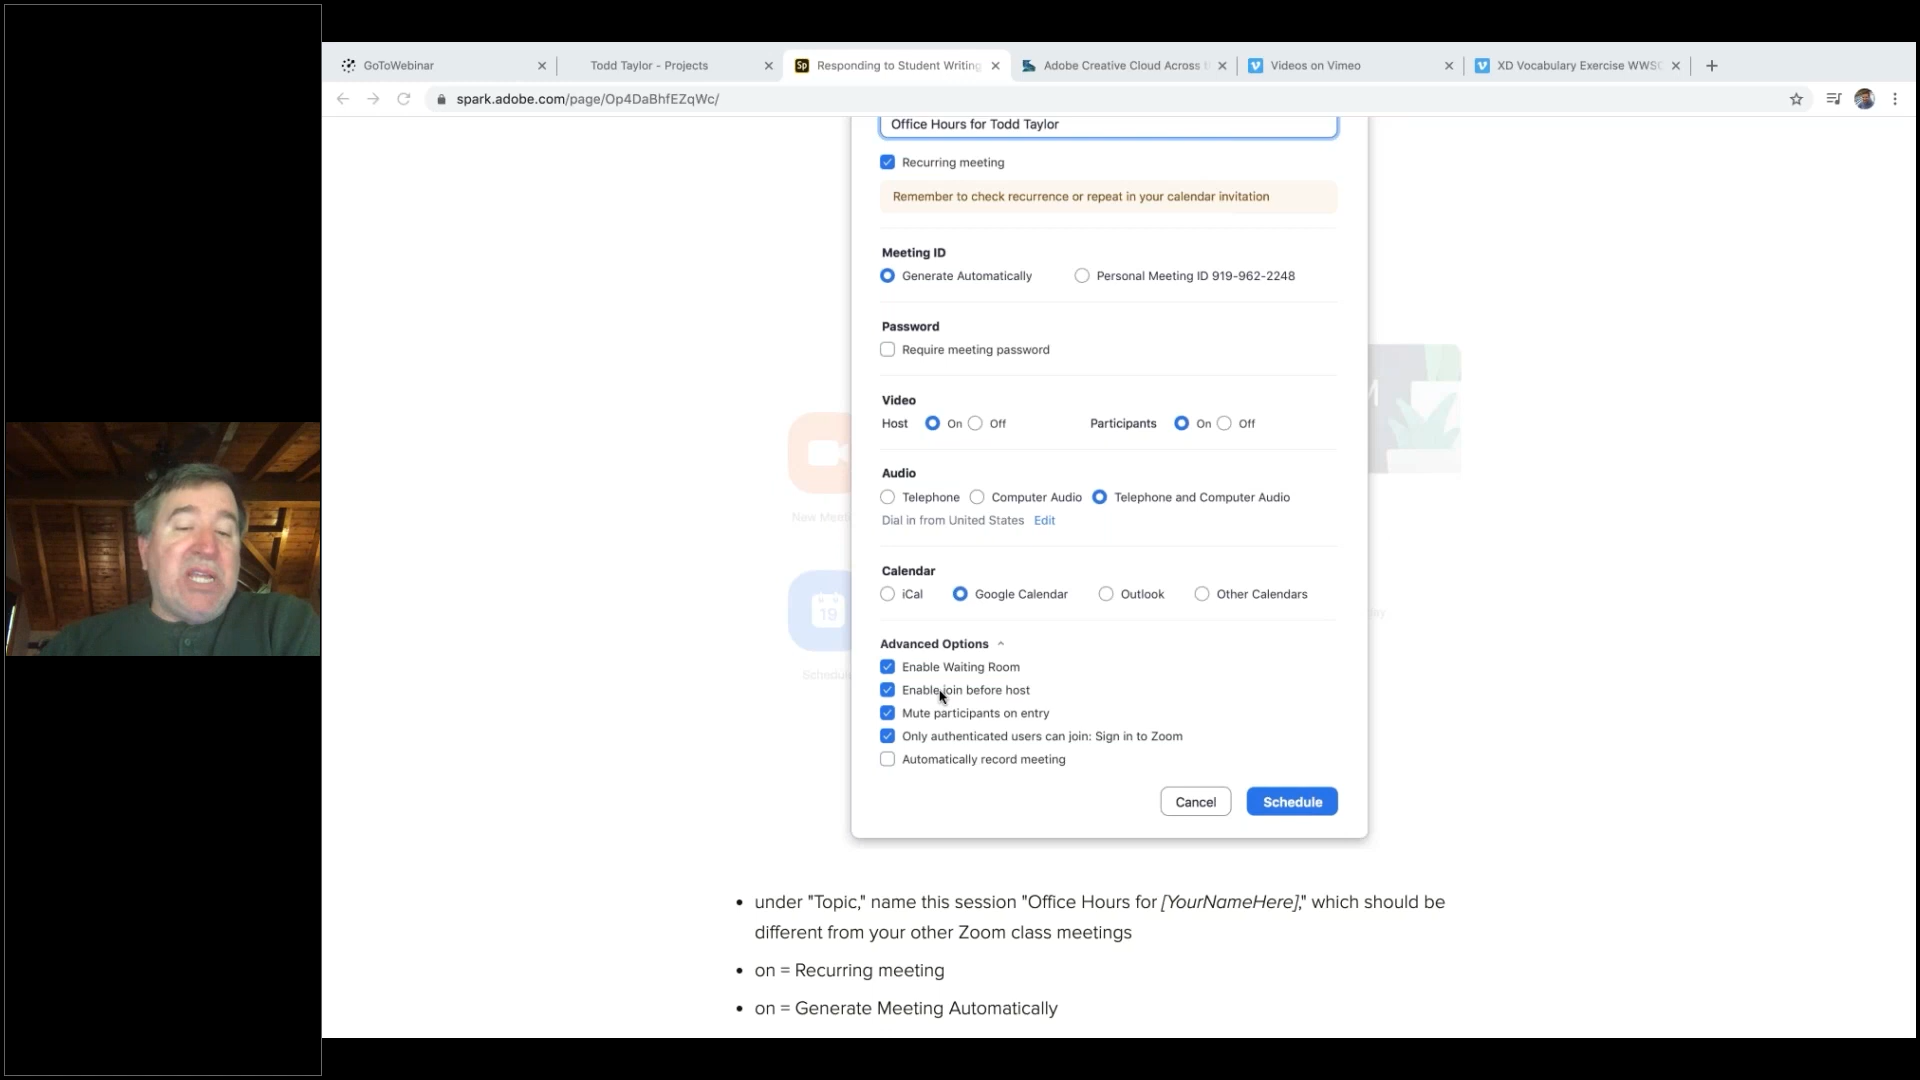 GoToWebinar
Todd Taylor - Projects
Sp Responding to Student Writing
Adobe Creative Cloud Across
Videos on Vimeo
XD Vocabulary Exercise WWS
spark.adobe.com/page/Op4DaBhfEZqWc/
Office Hours for Todd Taylor
Recurring meeting
Remember to check recurrence or repeat in your calendar invitation
Meeting ID
Generate Automatically Personal Meeting ID 919-962-2248
Password
Require meeting password
Video
Host On Off Participants On Off
Audio
Telephone Computer Audio Telephone and Computer Audio
New
Dial in from United States Edit
Calendar
iCal Google Calendar Outlook Other Calendars
19
Advanced Options
Enable Waiting Room
Schedule
Enable join before host
Mute participants on entry
Only authenticated users can join: Sign in to Zoom
Automatically record meeting
Cancel Schedule
• under "Topic," name this session "Office Hours for [YourNameHere]," which should be
different from your other Zoom class meetings
• on = Recurring meeting
• on = Generate Meeting Automatically